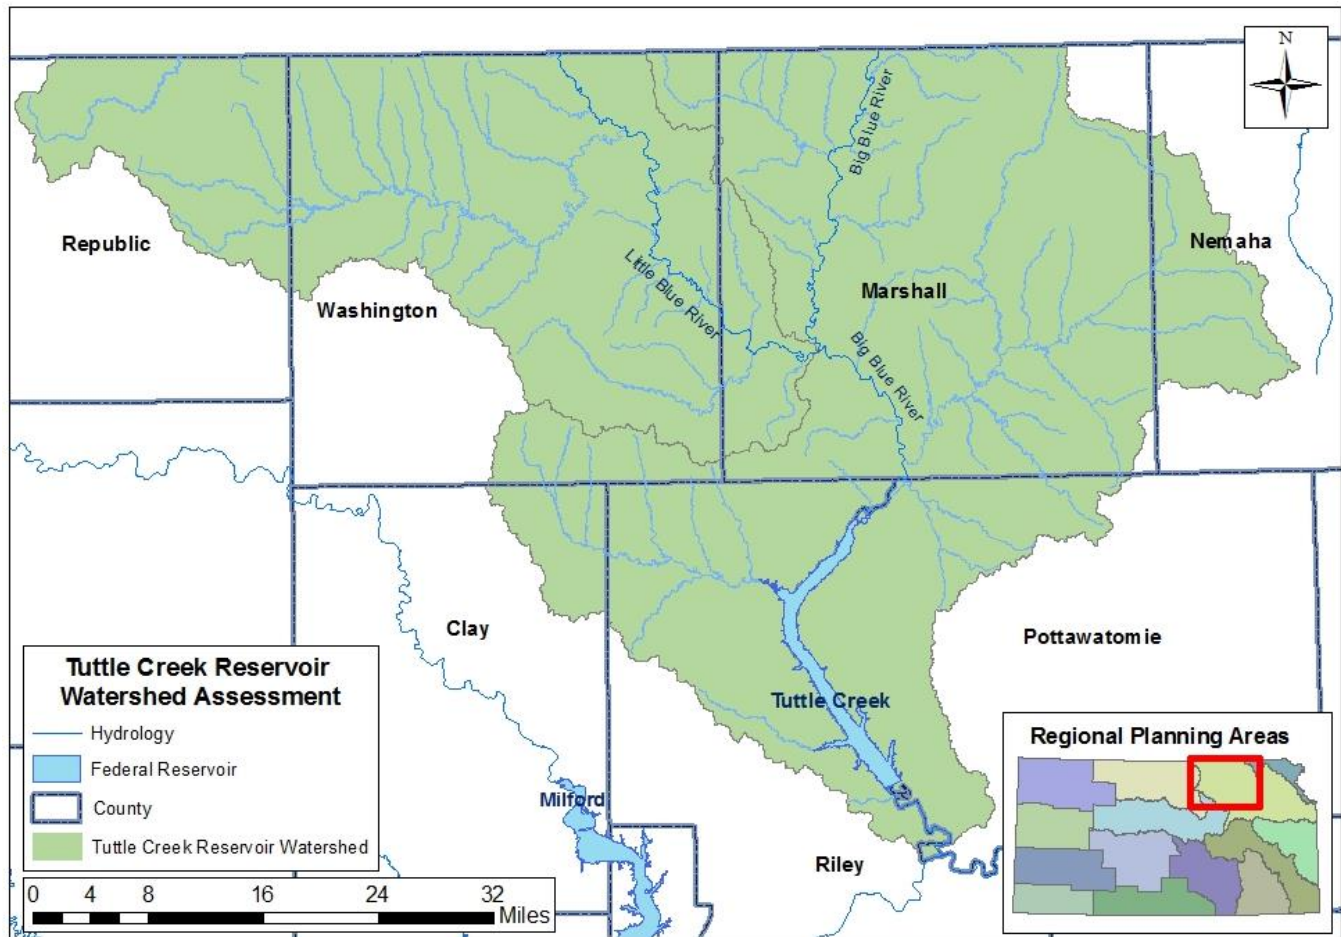 N
Big Blue River
Republic
Nemaha
Little Blue River
Marshall
Washington
Big Blue River
Clay
Pottawatomie
Tuttle Creek
Milford
Riley
Tuttle Creek Reservoir
Watershed Assessment
Hydrology
Federal Reservoir
County
Tuttle Creek Reservoir Watershed
0 4 8 16 24 32
Miles
Regional Planning Areas